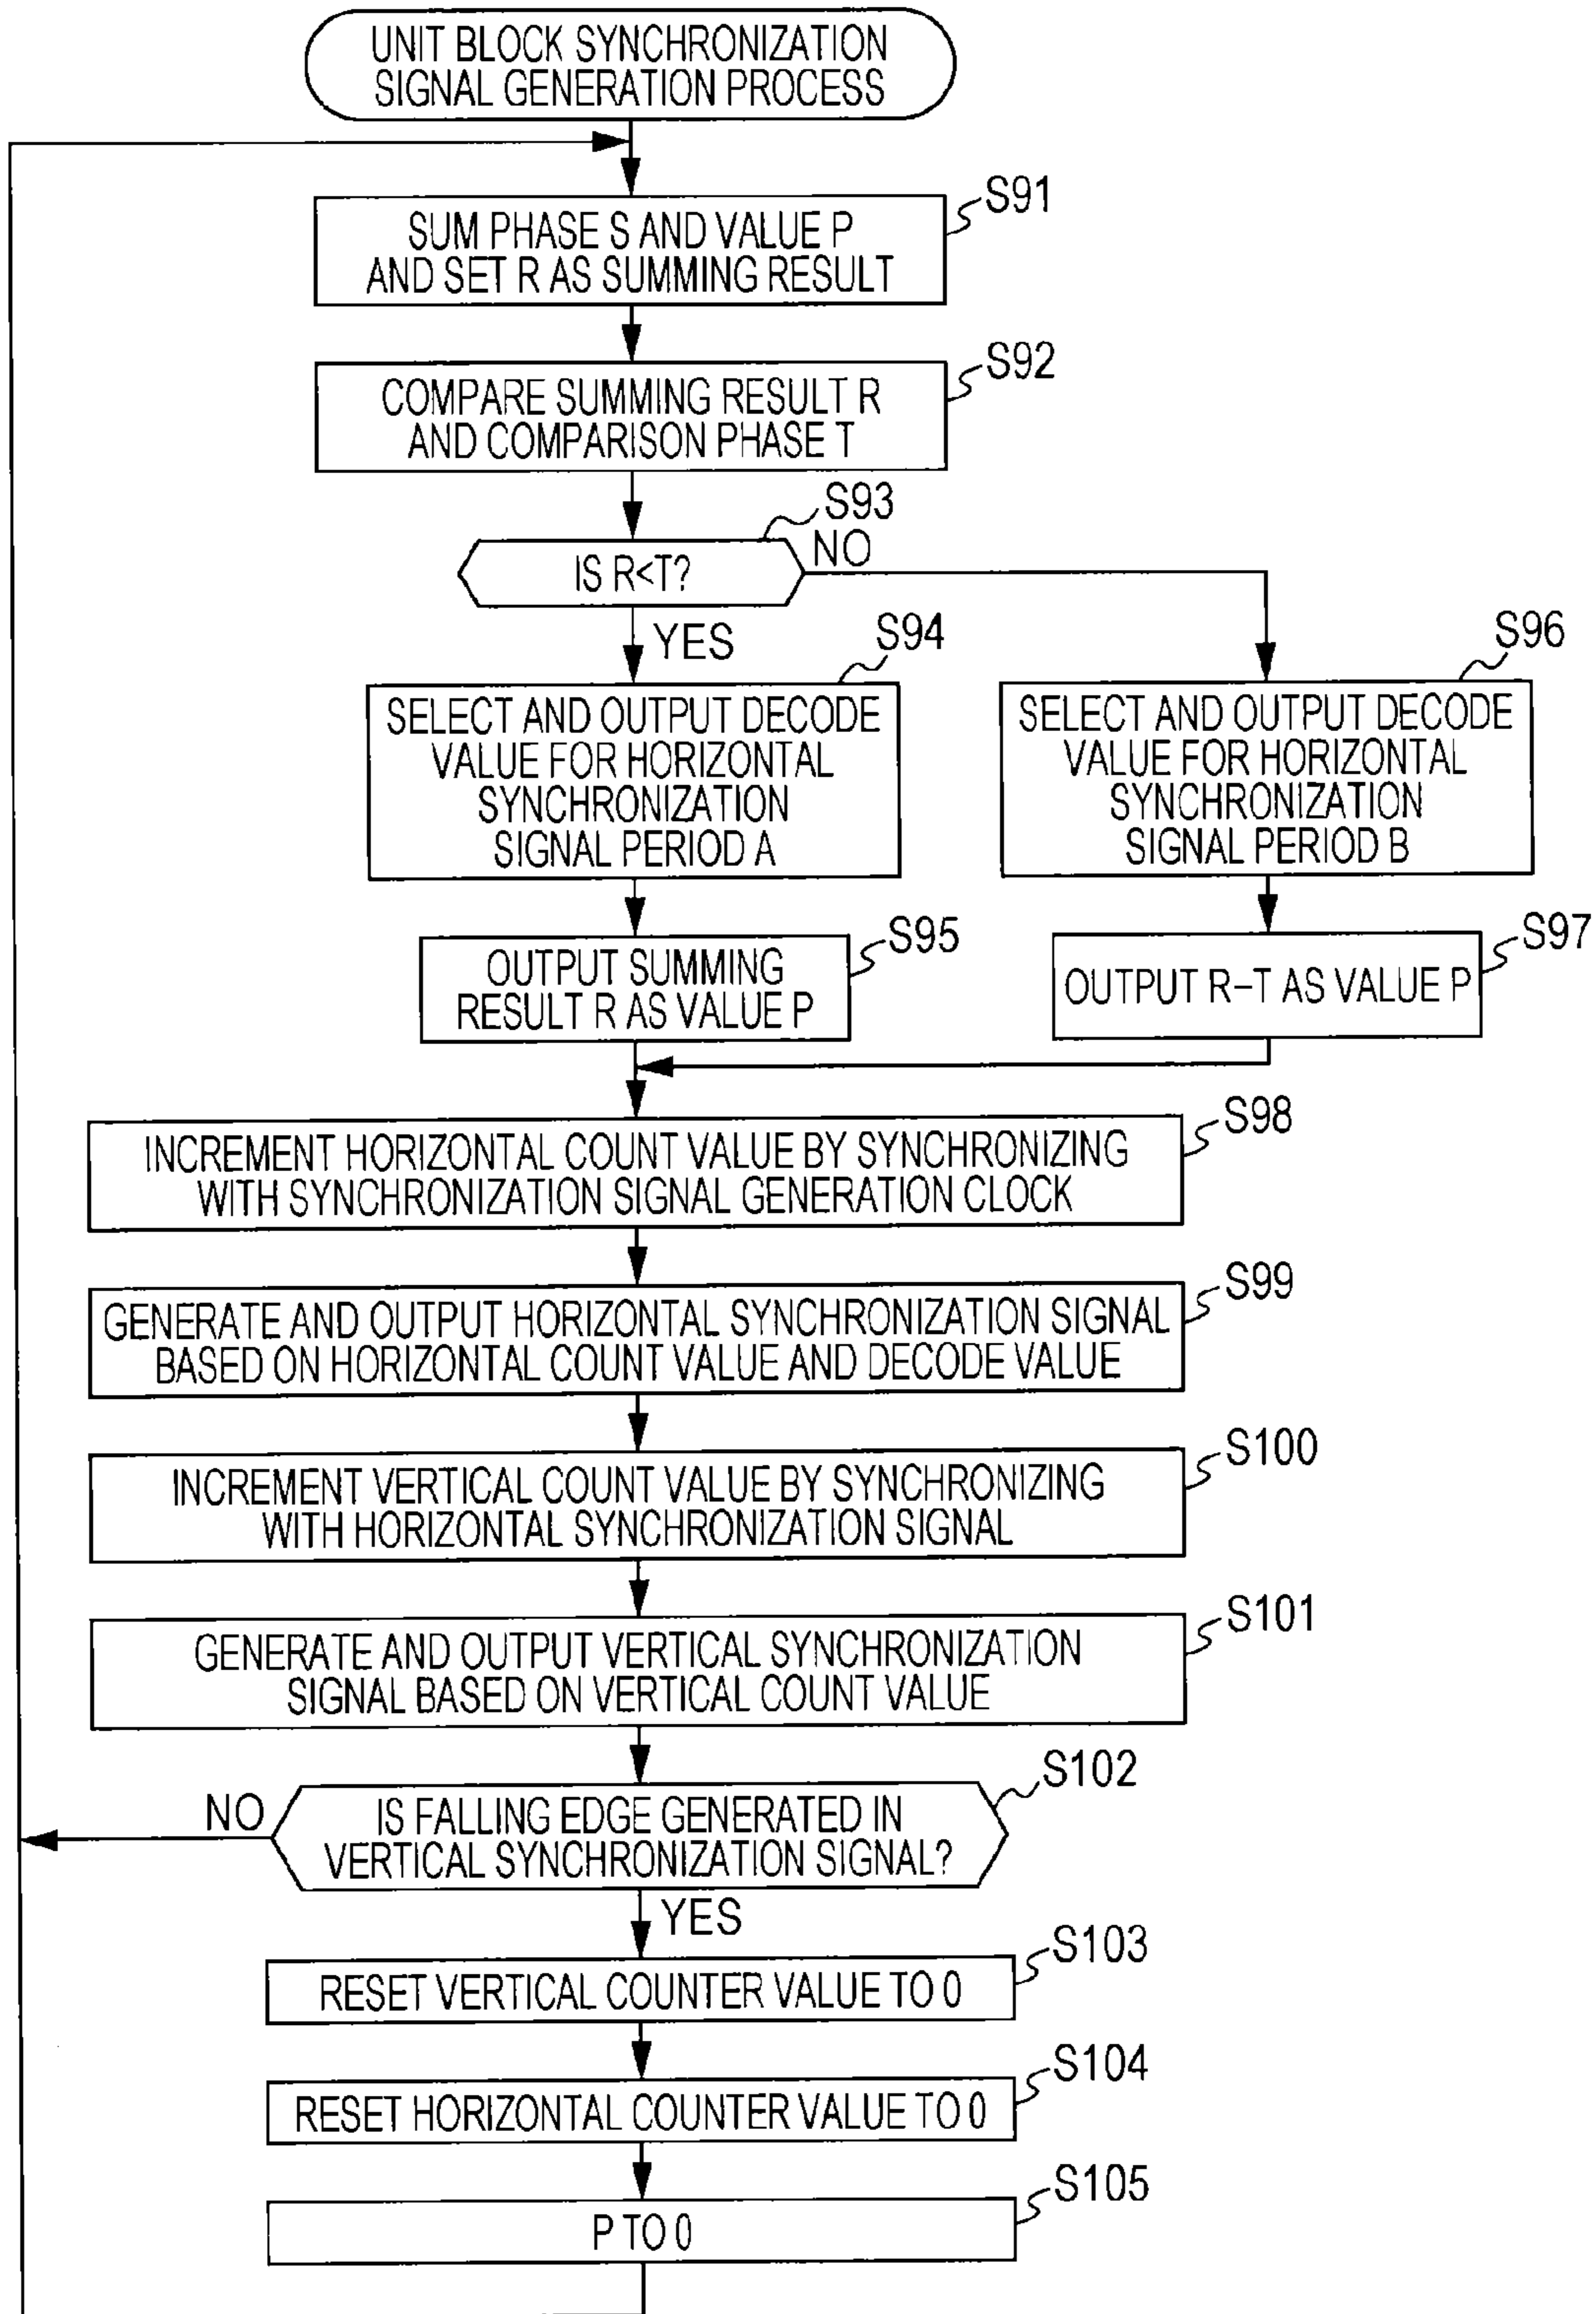 UNIT BLOCK SYNCHRONIZATION
SIGNAL GENERATION PROCESS
S91
SUM PHASE S AND VALUE P
AND SET R AS SUMMING RESULT
S92
COMPARE SUMMING RESULT R
AND COMPARISON PHASE T
S93
IS R<T?
NO
YES
S94
SELECT AND OUTPUT DECODE
VALUE FOR HORIZONTAL
SYNCHRONIZATION
SIGNAL PERIOD A
S96
SELECT AND OUTPUT DECODE
VALUE FOR HORIZONTAL
SYNCHRONIZATION
SIGNAL PERIOD B
S95
OUTPUT SUMMING
RESULT R AS VALUE P
S97
OUTPUT R-T AS VALUE P
S98
INCREMENT HORIZONTAL COUNT VALUE BY SYNCHRONIZING
WITH SYNCHRONIZATION SIGNAL GENERATION CLOCK
S99
GENERATE AND OUTPUT HORIZONTAL SYNCHRONIZATION SIGNAL
BASED ON HORIZONTAL COUNT VALUE AND DECODE VALUE
S100
INCREMENT VERTICAL COUNT VALUE BY SYNCHRONIZING
WITH HORIZONTAL SYNCHRONIZATION SIGNAL
S101
GENERATE AND OUTPUT VERTICAL SYNCHRONIZATION
SIGNAL BASED ON VERTICAL COUNT VALUE
S102
NO
IS FALLING EDGE GENERATED IN
VERTICAL SYNCHRONIZATION SIGNAL?
YES
S103
RESET VERTICAL COUNTER VALUE TO 0
S104
RESET HORIZONTAL COUNTER VALUE TO 0
S105
P TO 0